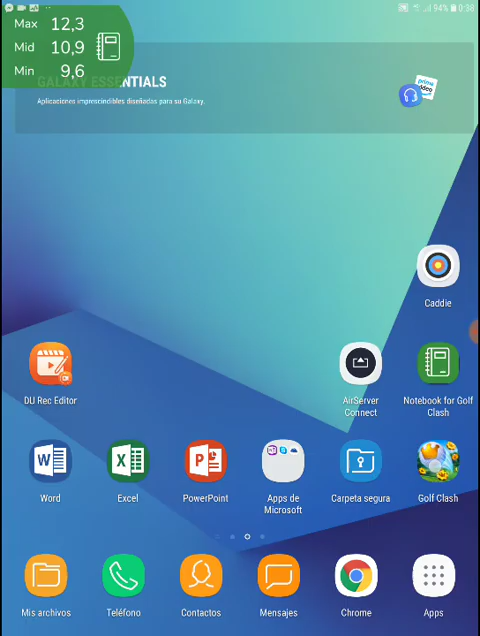 94% 0:36
Max 12,3
Mid 10,9
Min 9,6
GALAXY ESSENTIALS
Aplicaciones imprescindibles diseñadas para su Galaxy.
prime video
Caddie
DU Rec Editor
AirServer Connect
Notebook for Golf Clash
Word
Excel
PowerPoint
Apps de Microsoft
Carpeta segura
Golf Clash
Mis archivos
Teléfono
Contactos
Mensajes
Chrome
Apps